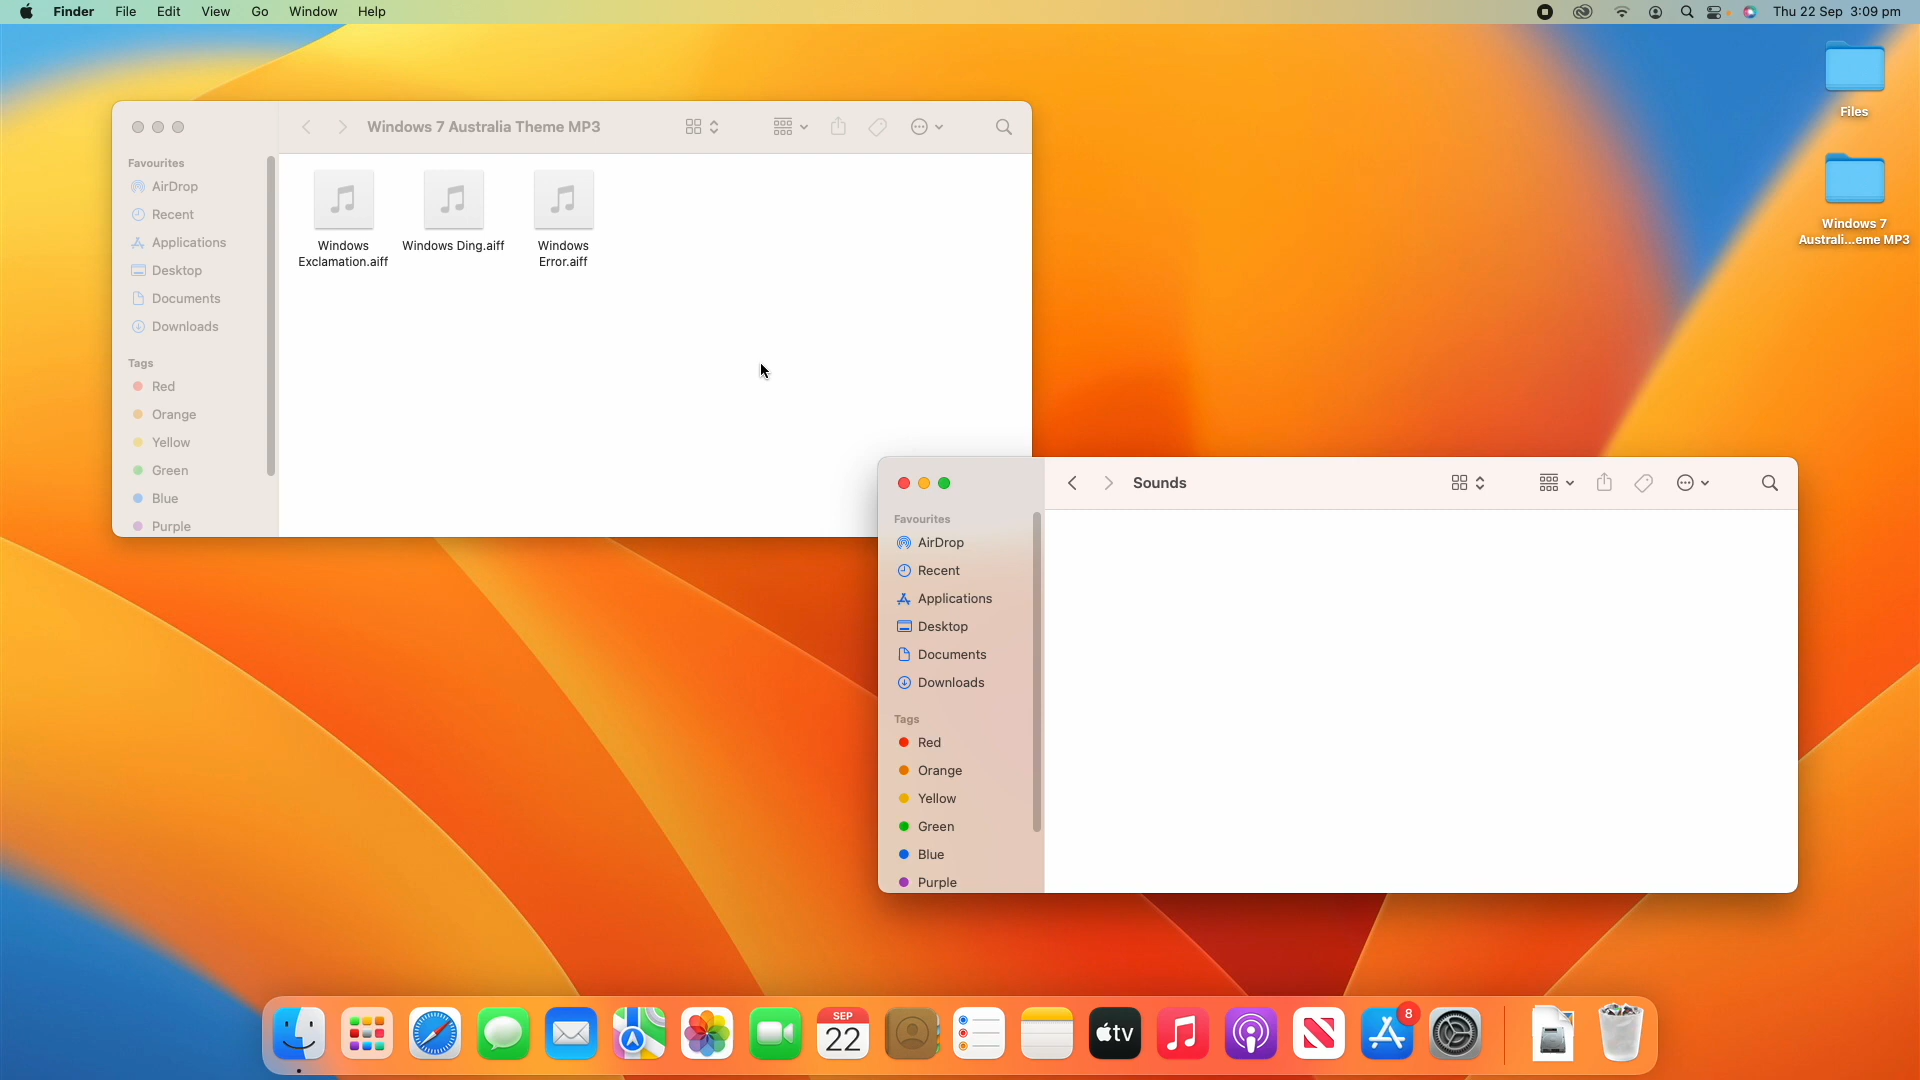 Finder File Edit View Go Window Help
Thu 22 Sep 3:09 pm
Files
Windows 7
Australi...eme MP3
Windows 7 Australia Theme MP3
Favourites
AirDrop
Recent
Applications
Desktop
Documents
Downloads
Tags
Red
Orange
Yellow
Green
Blue
Purple
Windows
Exclamation.aiff
Windows Ding.aiff
Windows
Error.aiff
Sounds
Favourites
AirDrop
Recent
Applications
Desktop
Documents
Downloads
Tags
Red
Orange
Yellow
Green
Blue
Purple
SEP
22
tv
8